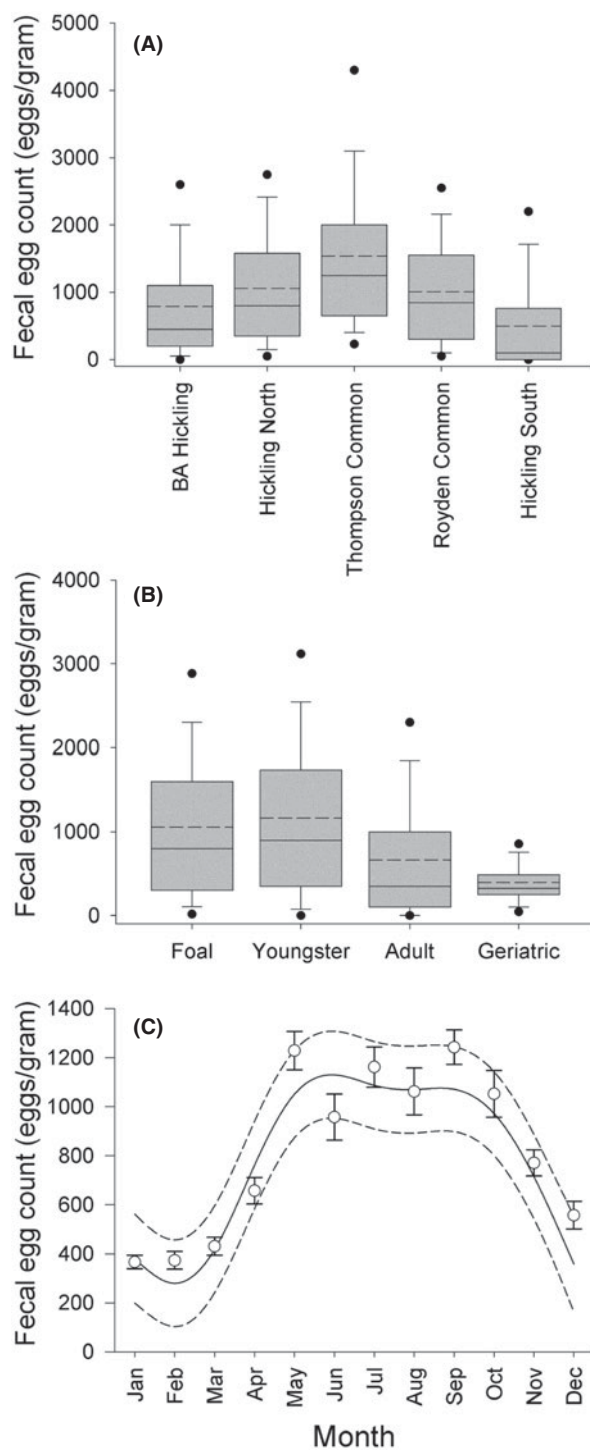 (A)
Fecal egg count (eggs/gram)
5000
4000
3000
2000
1000
0
BA Hickling
Hickling North
Thompson Common
Royden Common
Hickling South
(B)
Fecal egg count (eggs/gram)
4000
3000
2000
1000
0
Foal
Youngster
Adult
Geriatric
(C)
Fecal egg count (eggs/gram)
1400
1200
1000
800
600
400
200
0
Jan
Feb
Mar
Apr
May
Jun
Jul
Aug
Sep
Oct
Nov
Dec
Month